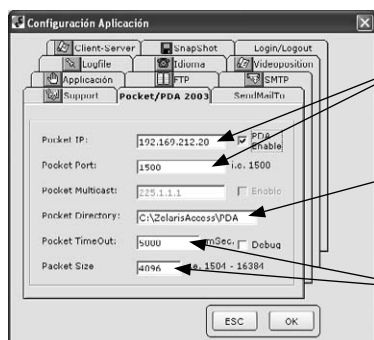 Configuración Aplicación
Client-Server SnapShot Login/Logout
Logfile Idioma Videoposition
Applicación FTP SMTP
Support Pocket/PDA 2003 SendMailTo
Pocket IP: 192.169.212.20 PDA Enable
Pocket Port: 1500 i.e. 1500
Pocket Multicast: 225.1.1.1 Enable
Pocket Directory: C:\ZelarisAccess\PDA
Pocket TimeOut: 5000 mSec. Debug
Packet Size 4096 i.e. 1504 - 16384
ESC OK